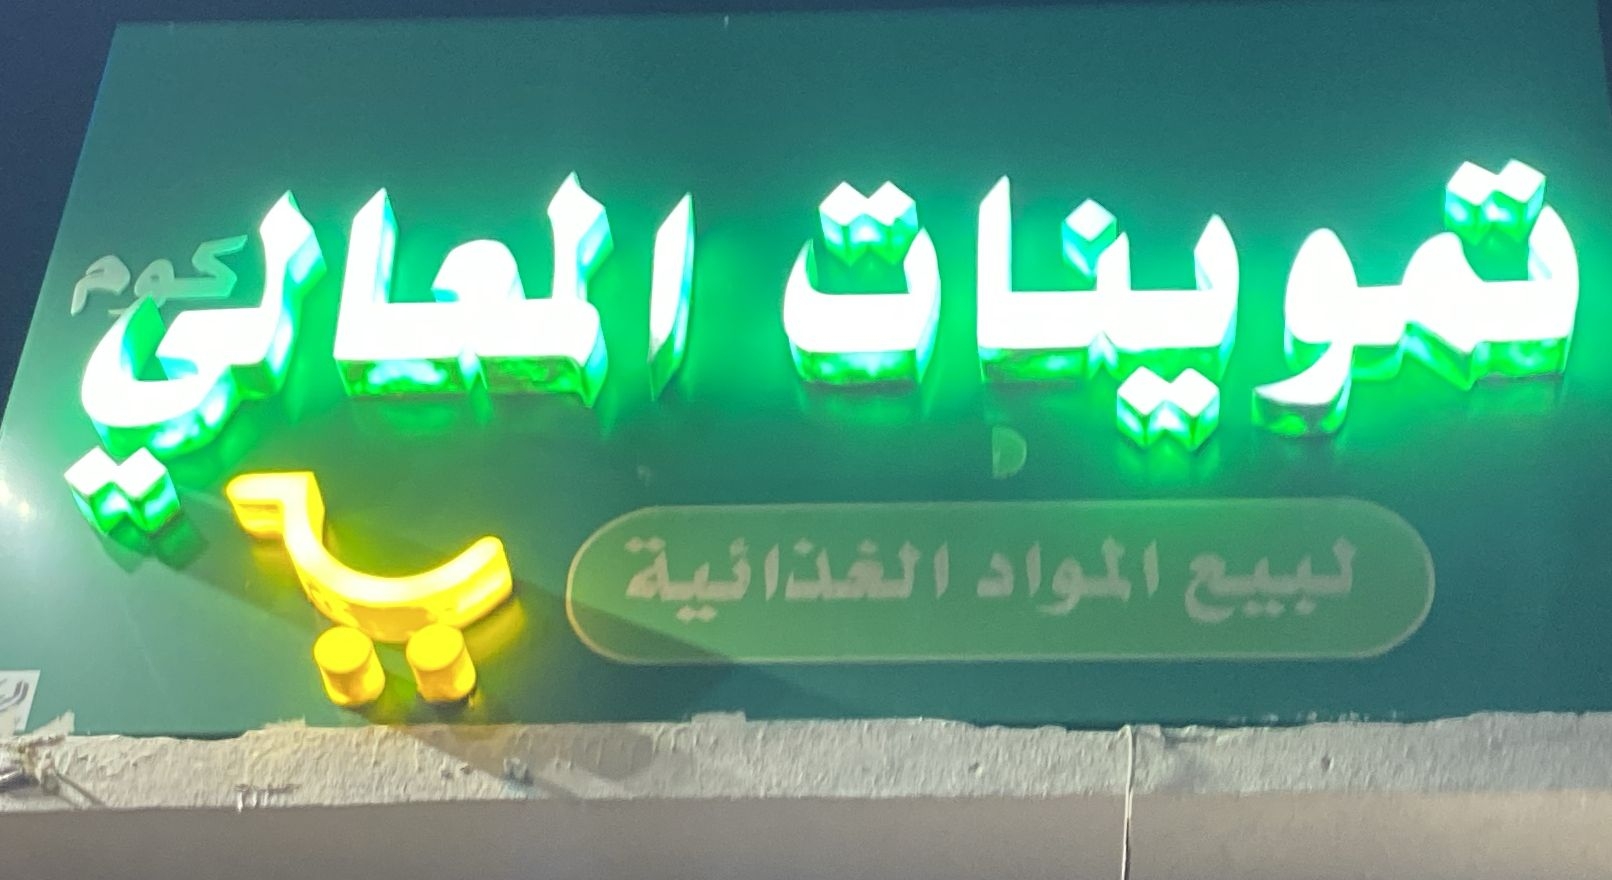 تموينات المعالي
كوم
لبيع المواد الغذائية